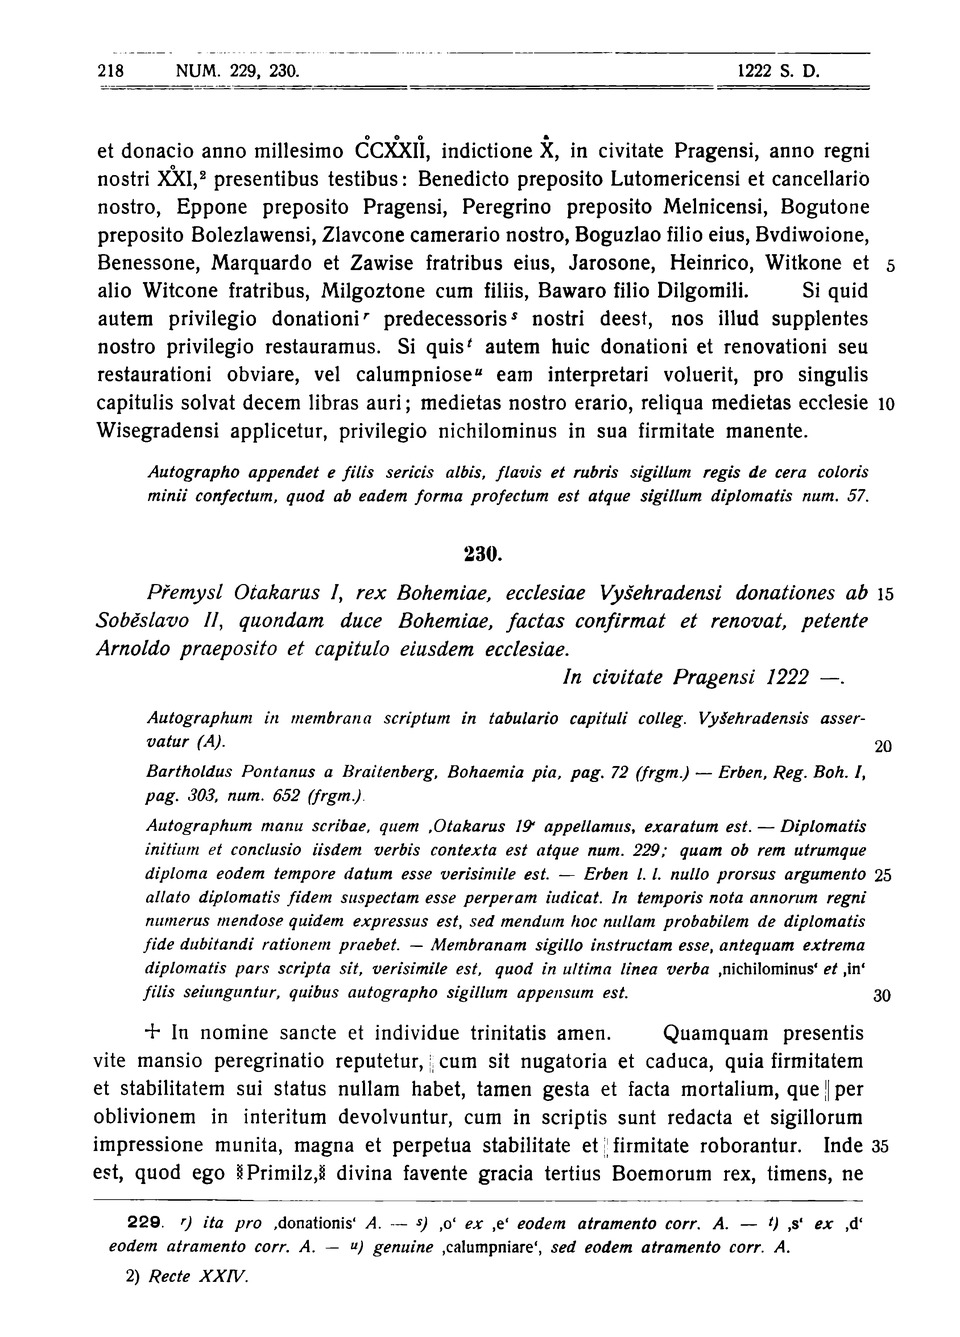 218 NUM. 229, 230. 1222 S. D.
et donacio anno millesimo C̊CX̊X̊II̊, indictione X̊, in civitate Pragensi, anno regni
nostri XX̊I,² presentibus testibus: Benedicto preposito Lutomericensi et cancellario
nostro, Eppone preposito Pragensi, Peregrino preposito Melnicensi, Bogutone
preposito Bolezlawensi, Zlavcone camerario nostro, Boguzlao filio eius, Bvdiwoione,
Benessone, Marquardo et Zawise fratribus eius, Jarosone, Heinrico, Witkone et 5
alio Witcone fratribus, Milgoztone cum filiis, Bawaro filio Dilgomili. Si quid
autem privilegio donationiʳ predecessorisˢ nostri deest, nos illud supplentes
nostro privilegio restauramus. Si quisᵗ autem huic donationi et renovationi seu
restaurationi obviare, vel calumpnioseᵘ eam interpretari voluerit, pro singulis
capitulis solvat decem libras auri; medietas nostro erario, reliqua medietas ecclesie 10
Wisegradensi applicetur, privilegio nichilominus in sua firmitate manente.
Autographo appendet e filis sericis albis, flavis et rubris sigillum regis de cera coloris
minii confectum, quod ab eadem forma profectum est atque sigillum diplomatis num. 57.
230.
Přemysl Otakarus I, rex Bohemiae, ecclesiae Vyšehradensi donationes ab 15
Soběslavo II, quondam duce Bohemiae, factas confirmat et renovat, petente
Arnoldo praeposito et capitulo eiusdem ecclesiae.
In civitate Pragensi 1222 —.
Autographum in membrana scriptum in tabulario capituli colleg. Vyšehradensis asser-
vatur (A). 20
Bartholdus Pontanus a Braitenberg, Bohaemia pia, pag. 72 (frgm.) — Erben, Reg. Boh. I,
pag. 303, num. 652 (frgm.).
Autographum manu scribae, quem ‚Otakarus 19‘ appellamus, exaratum est. — Diplomatis
initium et conclusio iisdem verbis contexta est atque num. 229; quam ob rem utrumque
diploma eodem tempore datum esse verisimile est. — Erben l. l. nullo prorsus argumento 25
allato diplomatis fidem suspectam esse perperam iudicat. In temporis nota annorum regni
numerus mendose quidem expressus est, sed mendum hoc nullam probabilem de diplomatis
fide dubitandi rationem praebet. — Membranam sigillo instructam esse, antequam extrema
diplomatis pars scripta sit, verisimile est, quod in ultima linea verba ‚nichilominus‘ et ‚in‘
filis seiunguntur, quibus autographo sigillum appensum est. 30
+ In nomine sancte et individue trinitatis amen. Quamquam presentis
vite mansio peregrinatio reputetur, ¦ cum sit nugatoria et caduca, quia firmitatem
et stabilitatem sui status nullam habet, tamen gesta et facta mortalium, que ‖ per
oblivionem in interitum devolvuntur, cum in scriptis sunt redacta et sigillorum
impressione munita, magna et perpetua stabilitate et ¦ firmitate roborantur. Inde 35
est, quod ego §Primilz,§ divina favente gracia tertius Boemorum rex, timens, ne
229. r) ita pro ‚donationis‘ A. — s) ‚o‘ ex ‚e‘ eodem atramento corr. A. — t) ‚s‘ ex ‚d‘
eodem atramento corr. A. — u) genuine ‚calumpniare‘, sed eodem atramento corr. A.
2) Recte XXIV.